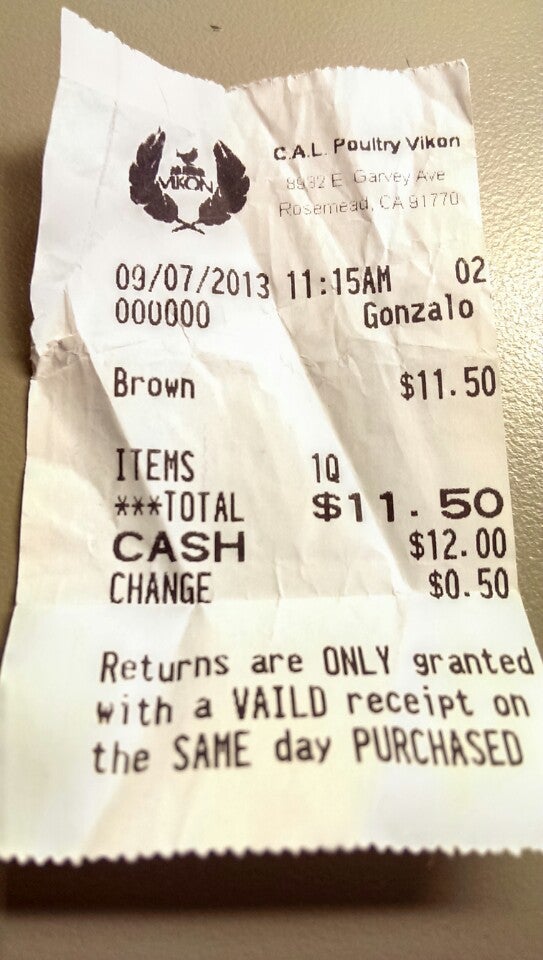 VIKON
C.A.L. Poultry Vikon
8932 E Garvey Ave
Rosemead, CA 91770
09/07/2013 11:15AM 02
000000 Gonzalo
Brown $11.50
ITEMS 1Q
***TOTAL $11.50
CASH $12.00
CHANGE $0.50
Returns are ONLY granted
with a VAILD receipt on
the SAME day PURCHASED